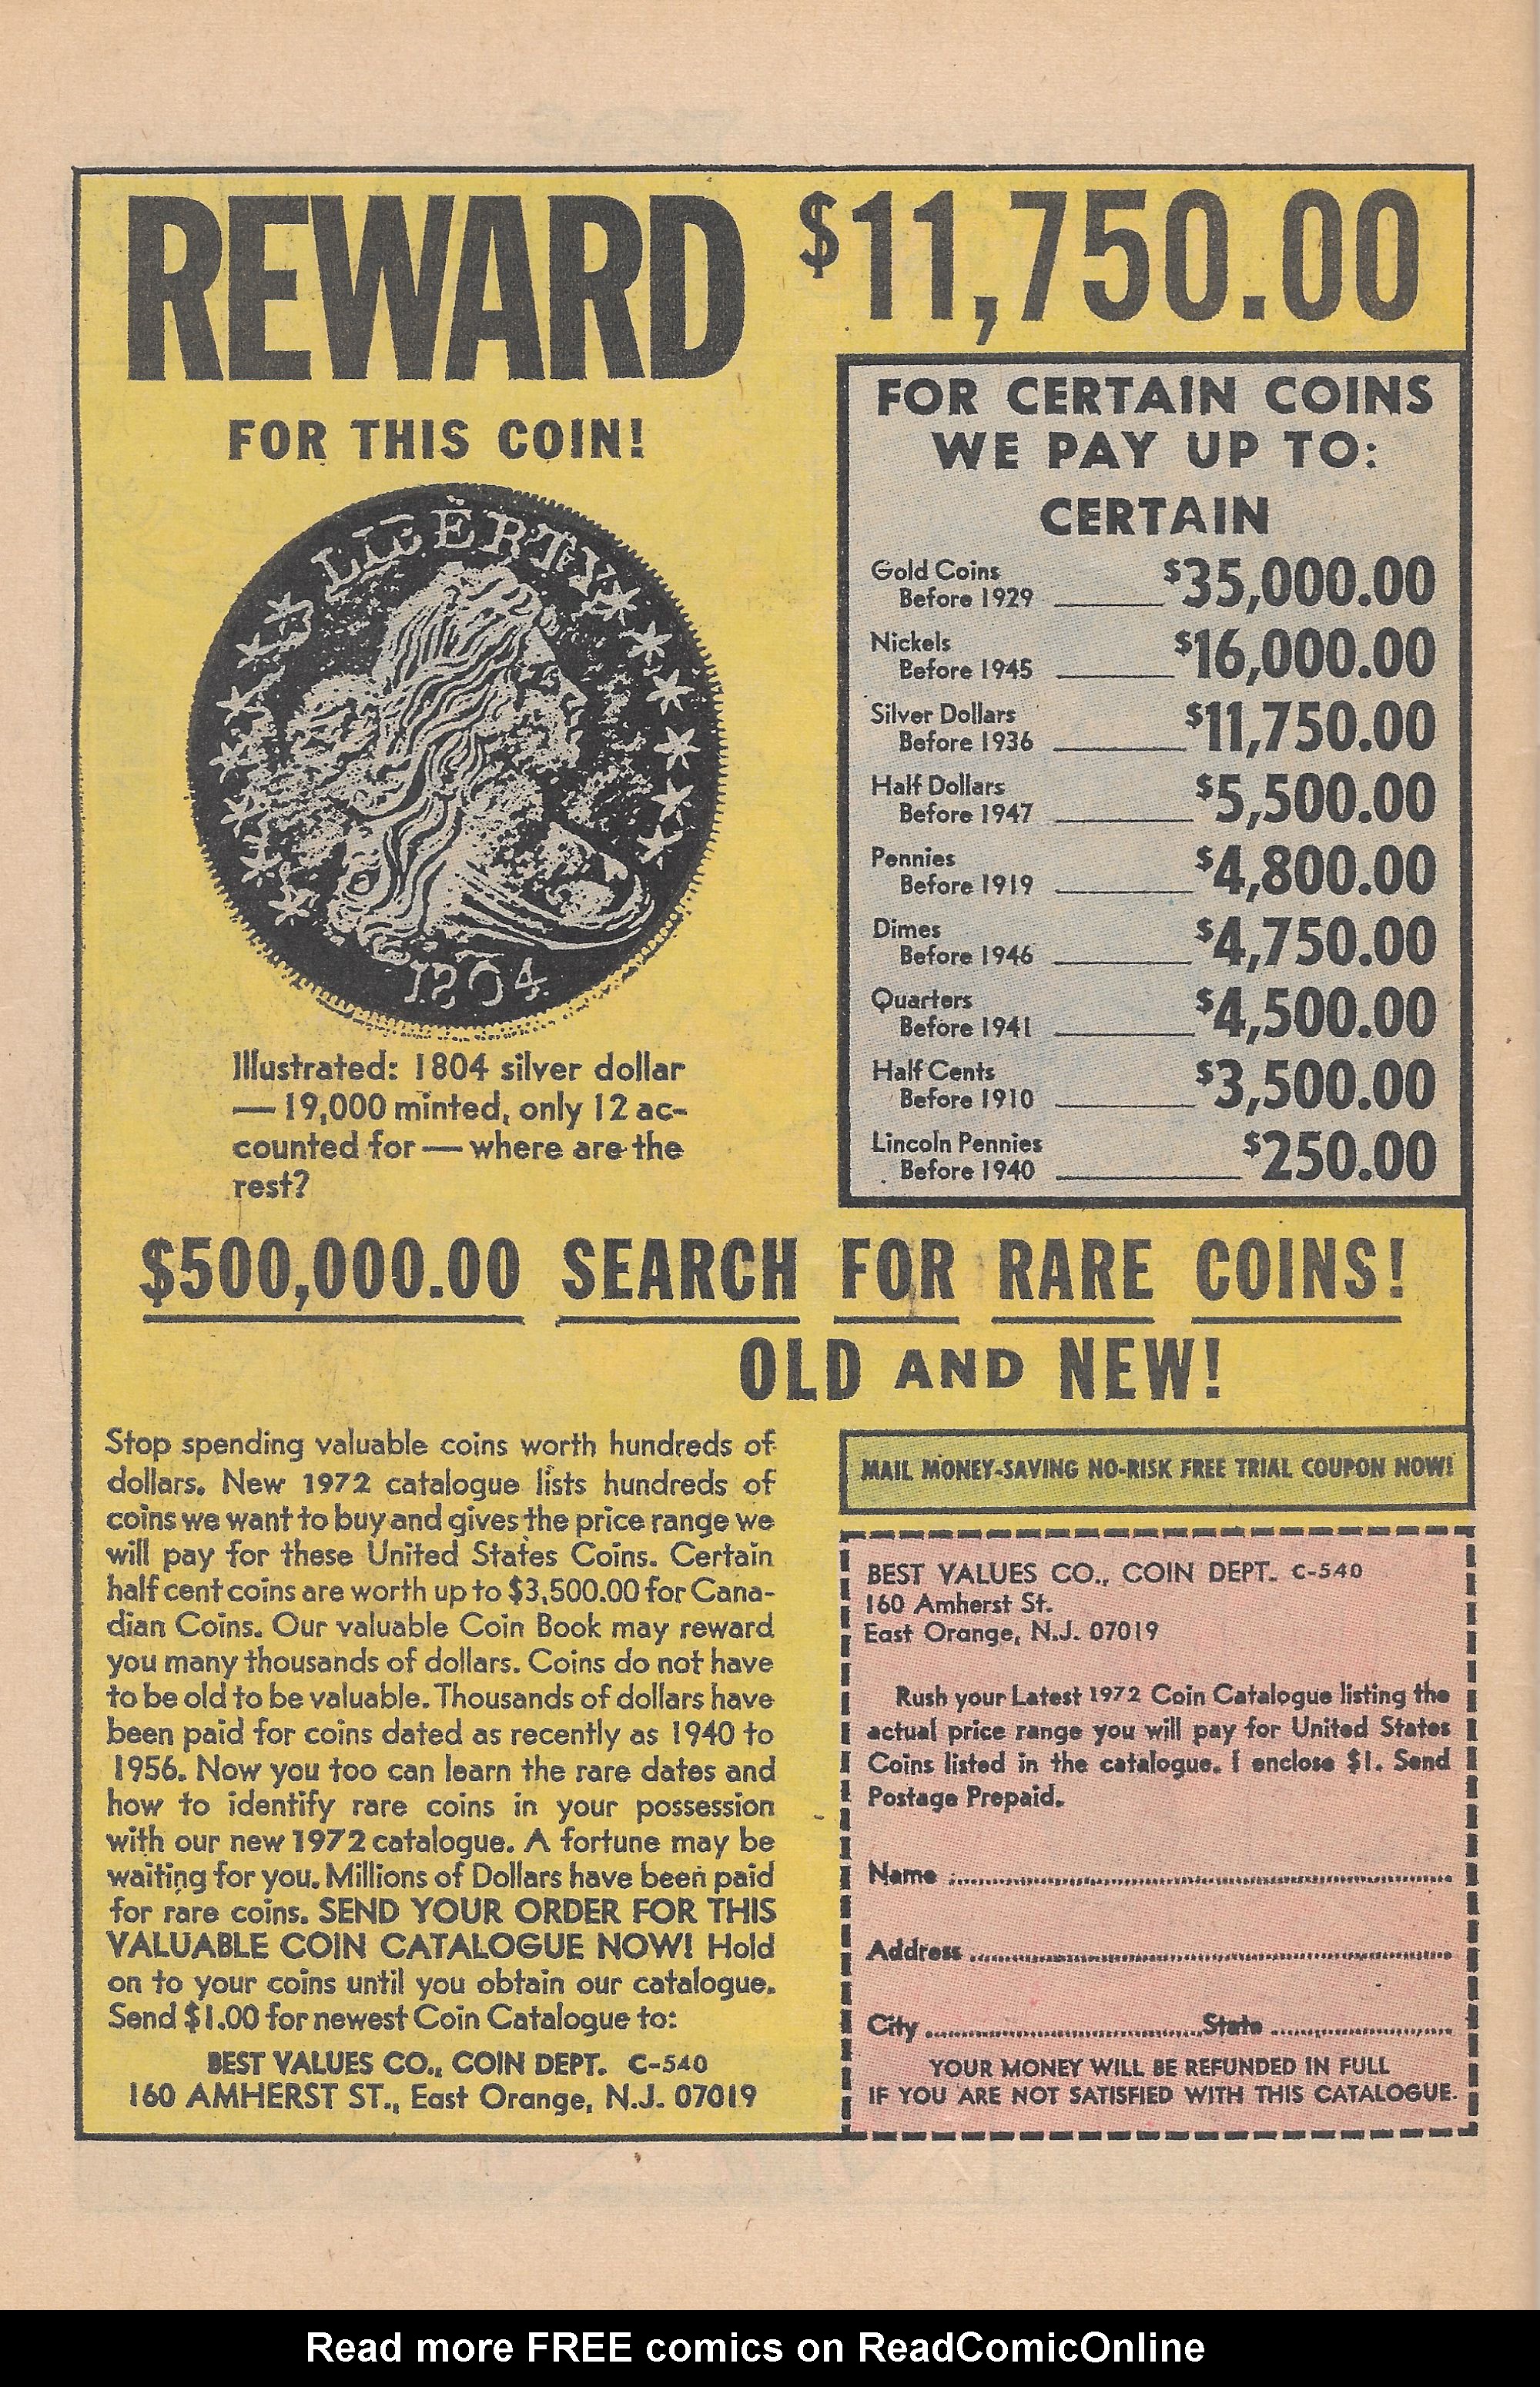 REWARD $11,750.00
FOR THIS COIN!
LIBERTY
1804
Illustrated: 1804 silver dollar
— 19,000 minted, only 12 ac-
counted for — where are the
rest?
FOR CERTAIN COINS
WE PAY UP TO:
CERTAIN
Gold Coins
Before 1929 $35,000.00
Nickels
Before 1945 $16,000.00
Silver Dollars
Before 1936 $11,750.00
Half Dollars
Before 1947 $5,500.00
Pennies
Before 1919 $4,800.00
Dimes
Before 1946 $4,750.00
Quarters
Before 1941 $4,500.00
Half Cents
Before 1910 $3,500.00
Lincoln Pennies
Before 1940 $250.00
$500,000.00 SEARCH FOR RARE COINS!
OLD AND NEW!
Stop spending valuable coins worth hundreds of
dollars. New 1972 catalogue lists hundreds of
coins we want to buy and gives the price range we
will pay for these United States Coins. Certain
half cent coins are worth up to $3,500.00 for Cana-
dian Coins. Our valuable Coin Book may reward
you many thousands of dollars. Coins do not have
to be old to be valuable. Thousands of dollars have
been paid for coins dated as recently as 1940 to
1956. Now you too can learn the rare dates and
how to identify rare coins in your possession
with our new 1972 catalogue. A fortune may be
waiting for you. Millions of Dollars have been paid
for rare coins. SEND YOUR ORDER FOR THIS
VALUABLE COIN CATALOGUE NOW! Hold
on to your coins until you obtain our catalogue.
Send $1.00 for newest Coin Catalogue to:
BEST VALUES CO., COIN DEPT. C-540
160 AMHERST ST., East Orange, N.J. 07019
MAIL MONEY-SAVING NO-RISK FREE TRIAL COUPON NOW!
BEST VALUES CO., COIN DEPT. C-540
160 Amherst St.
East Orange, N.J. 07019
Rush your Latest 1972 Coin Catalogue listing the
actual price range you will pay for United States
Coins listed in the catalogue. I enclose $1. Send
Postage Prepaid.
Name
Address
City State
YOUR MONEY WILL BE REFUNDED IN FULL
IF YOU ARE NOT SATISFIED WITH THIS CATALOGUE.
Read more FREE comics on ReadComicOnline